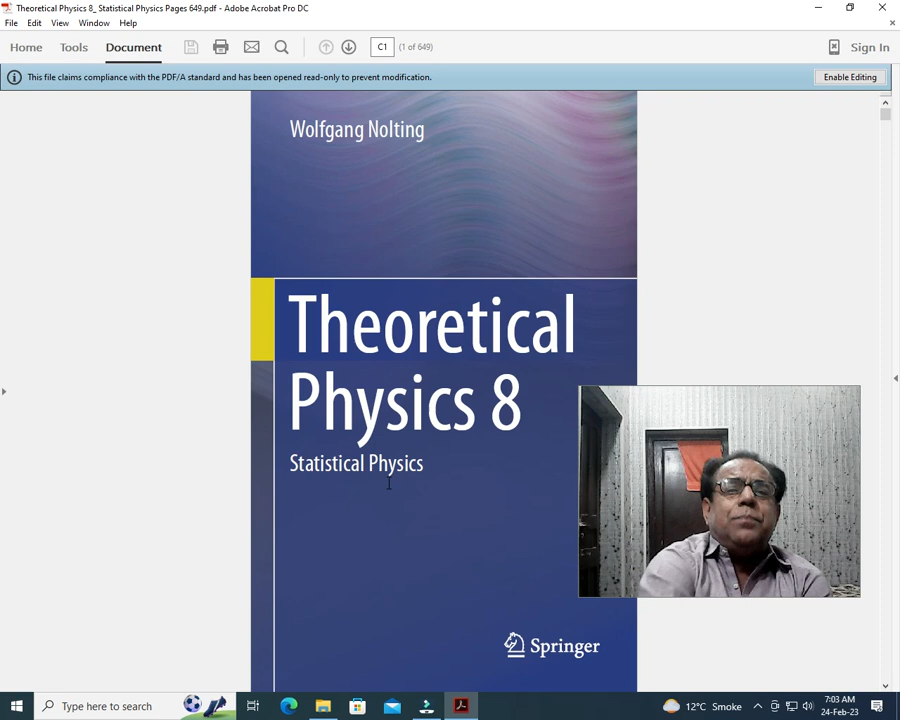 Theoretical Physics 8_ Statistical Physics Pages 649.pdf - Adobe Acrobat Pro DC
File Edit View Window Help
Home Tools Document C1 (1 of 649) Sign In
This file claims compliance with the PDF/A standard and has been opened read-only to prevent modification. Enable Editing
Wolfgang Nolting
Theoretical
Physics 8
Statistical Physics
Springer
Type here to search 12°C Smoke 7:03 AM
24-Feb-23